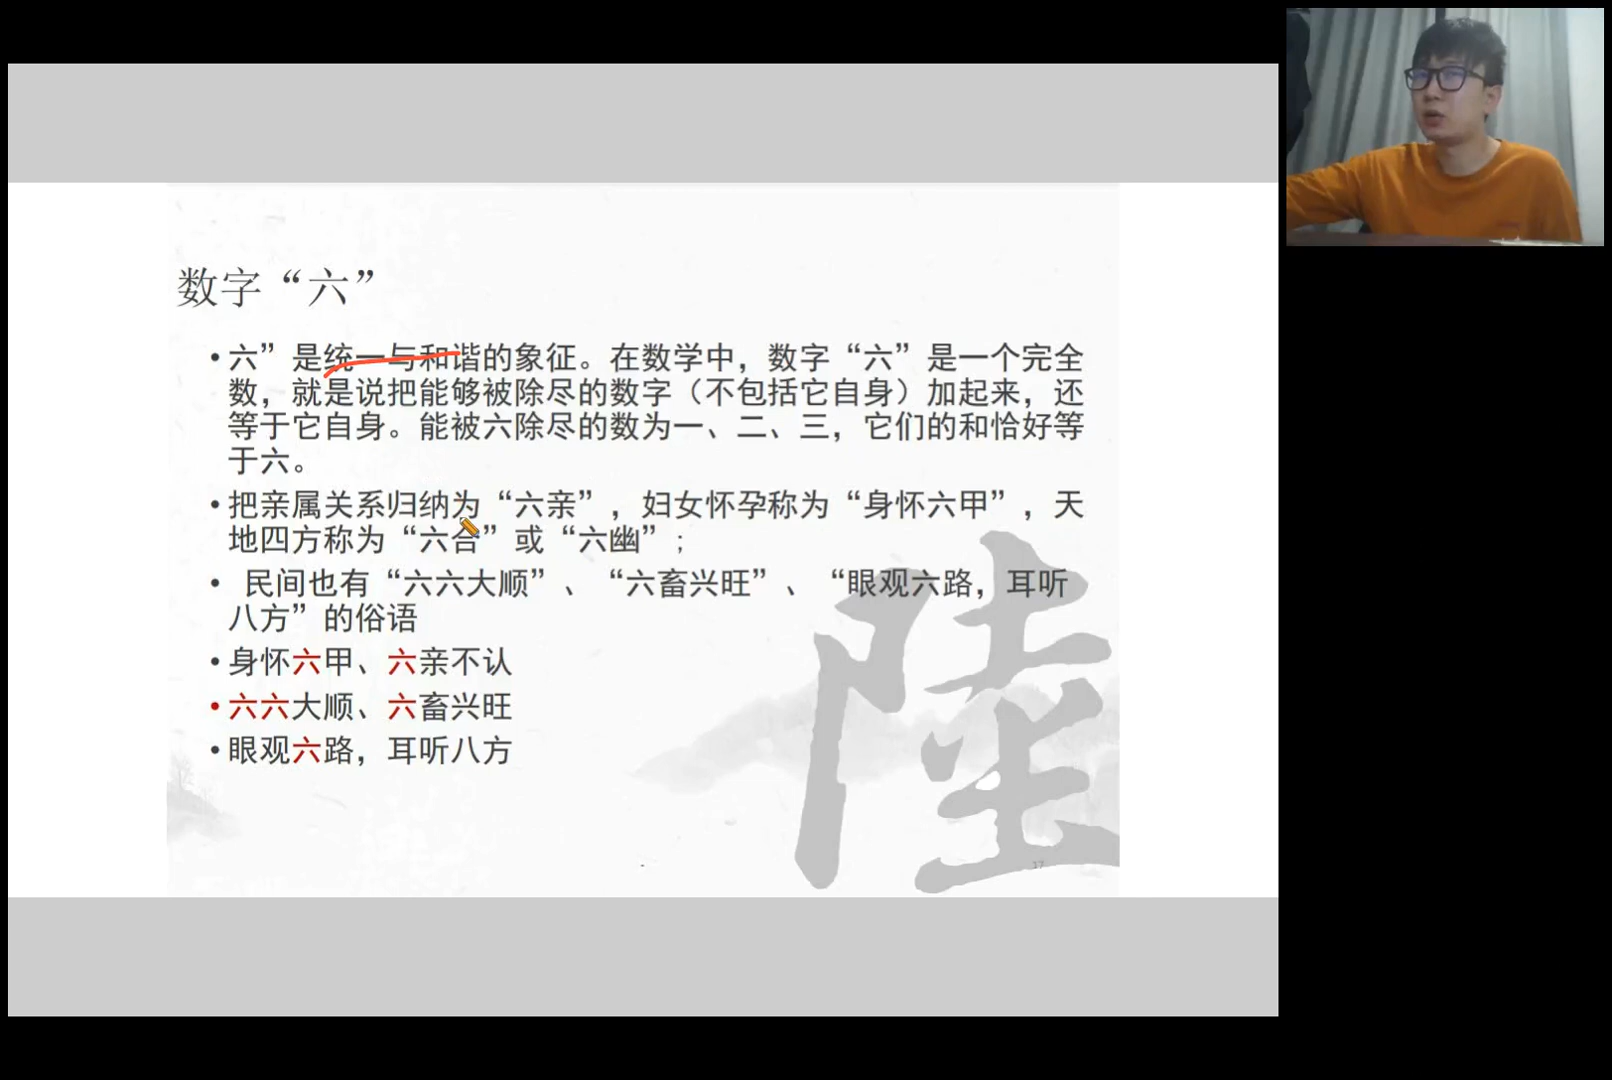 数字“六”
•六”是统一与和谐的象征。在数学中，数字“六”是一个完全
数，就是说把能够被除尽的数字（不包括它自身）加起来，还
等于它自身。能被六除尽的数为一、二、三，它们的和恰好等
于六。
•把亲属关系归纳为“六亲”，妇女怀孕称为“身怀六甲”，天
地四方称为“六合”或“六幽”；
• 民间也有“六六大顺”、“六畜兴旺”、“眼观六路，耳听
八方”的俗语
•身怀六甲、六亲不认
•六六大顺、六畜兴旺
•眼观六路，耳听八方
陸
37